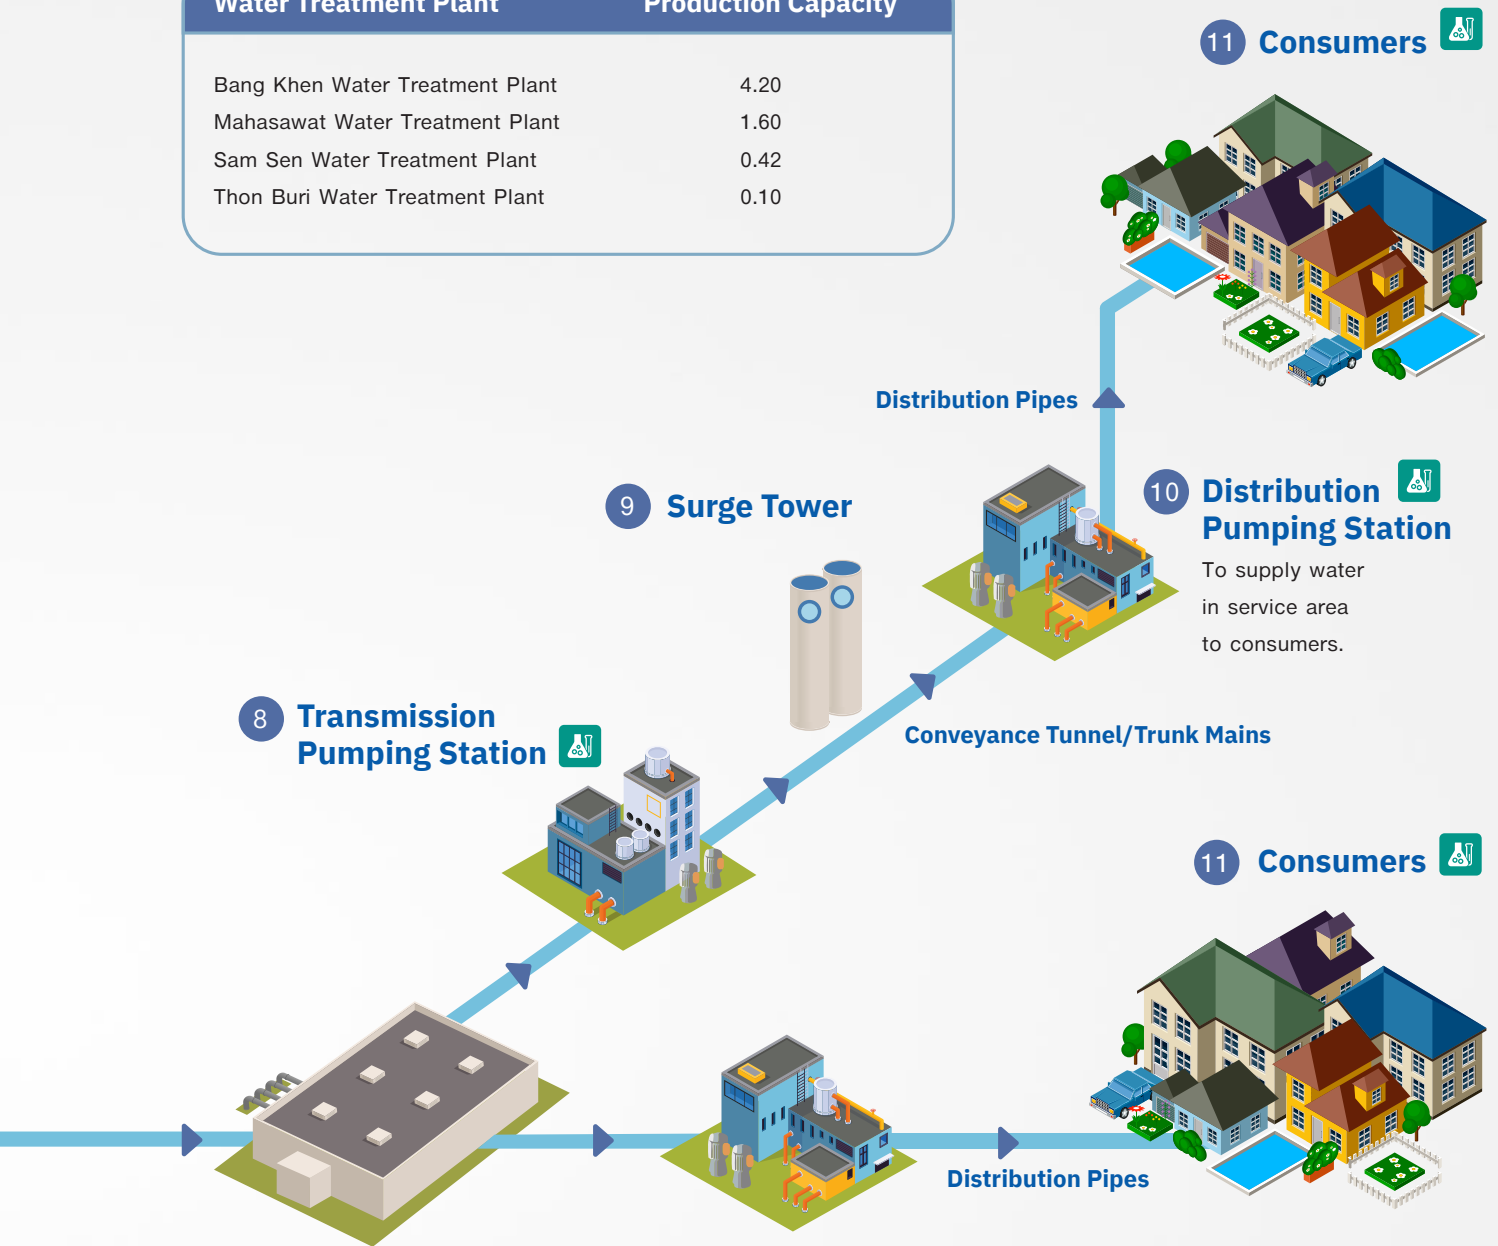 Water Treatment Plant Production Capacity
Bang Khen Water Treatment Plant 4.20
Mahasawat Water Treatment Plant 1.60
Sam Sen Water Treatment Plant 0.42
Thon Buri Water Treatment Plant 0.10
11 Consumers
Distribution Pipes
10 Distribution
Pumping Station
To supply water
in service area
to consumers.
9 Surge Tower
8 Transmission
Pumping Station
Conveyance Tunnel/Trunk Mains
11 Consumers
Distribution Pipes